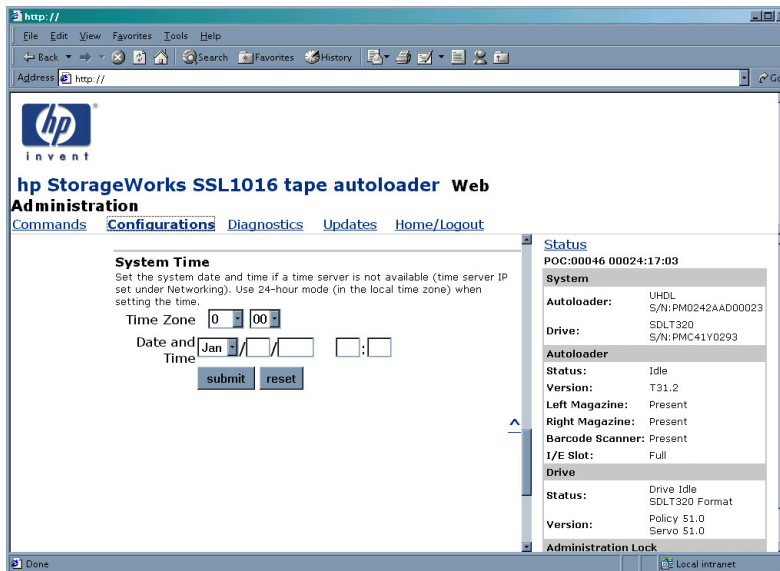 http://
File Edit View Favorites Tools Help
Back Search Favorites History
Address http://
hp
invent
hp StorageWorks SSL1016 tape autoloader Web
Administration
Commands Configurations Diagnostics Updates Home/Logout
System Time
Set the system date and time if a time server is not available (time server IP
set under Networking). Use 24-hour mode (in the local time zone) when
setting the time.
Time Zone 0 00
Date and
Time
Jan / / :
submit reset
^
Status
POC:00046 00024:17:03
System
Autoloader: UHDL
S/N:PM0242AAD00023
Drive: SDLT320
S/N:PMC41Y0293
Autoloader
Status: Idle
Version: T31.2
Left Magazine: Present
Right Magazine: Present
Barcode Scanner: Present
I/E Slot: Full
Drive
Status: Drive Idle
SDLT320 Format
Version: Policy 51.0
Servo 51.0
Administration Lock
Done Local intranet